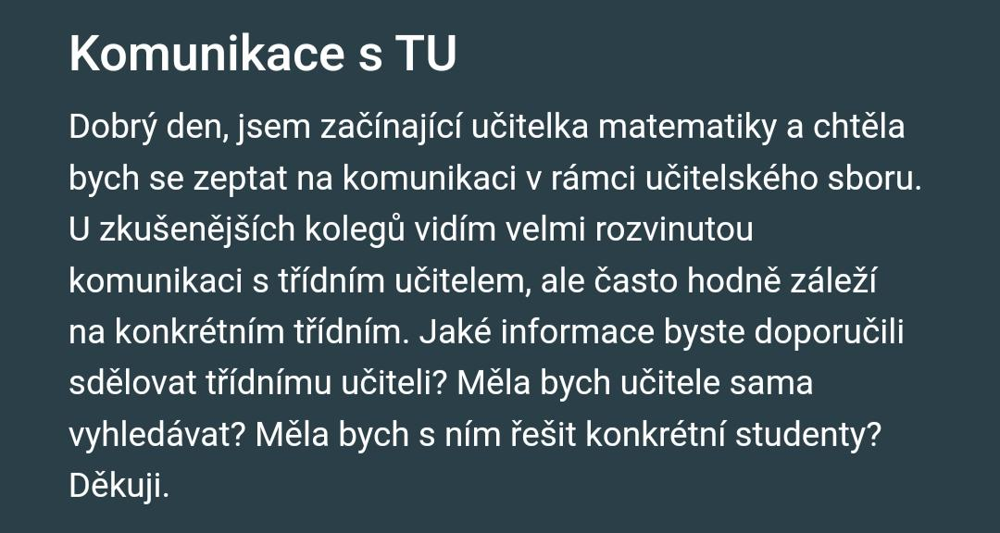 Komunikace s TU
Dobrý den, jsem začínající učitelka matematiky a chtěla
bych se zeptat na komunikaci v rámci učitelského sboru.
U zkušenějších kolegů vidím velmi rozvinutou
komunikaci s třídním učitelem, ale často hodně záleží
na konkrétním třídním. Jaké informace byste doporučili
sdělovat třídnímu učiteli? Měla bych učitele sama
vyhledávat? Měla bych s ním řešit konkrétní studenty?
Děkuji.